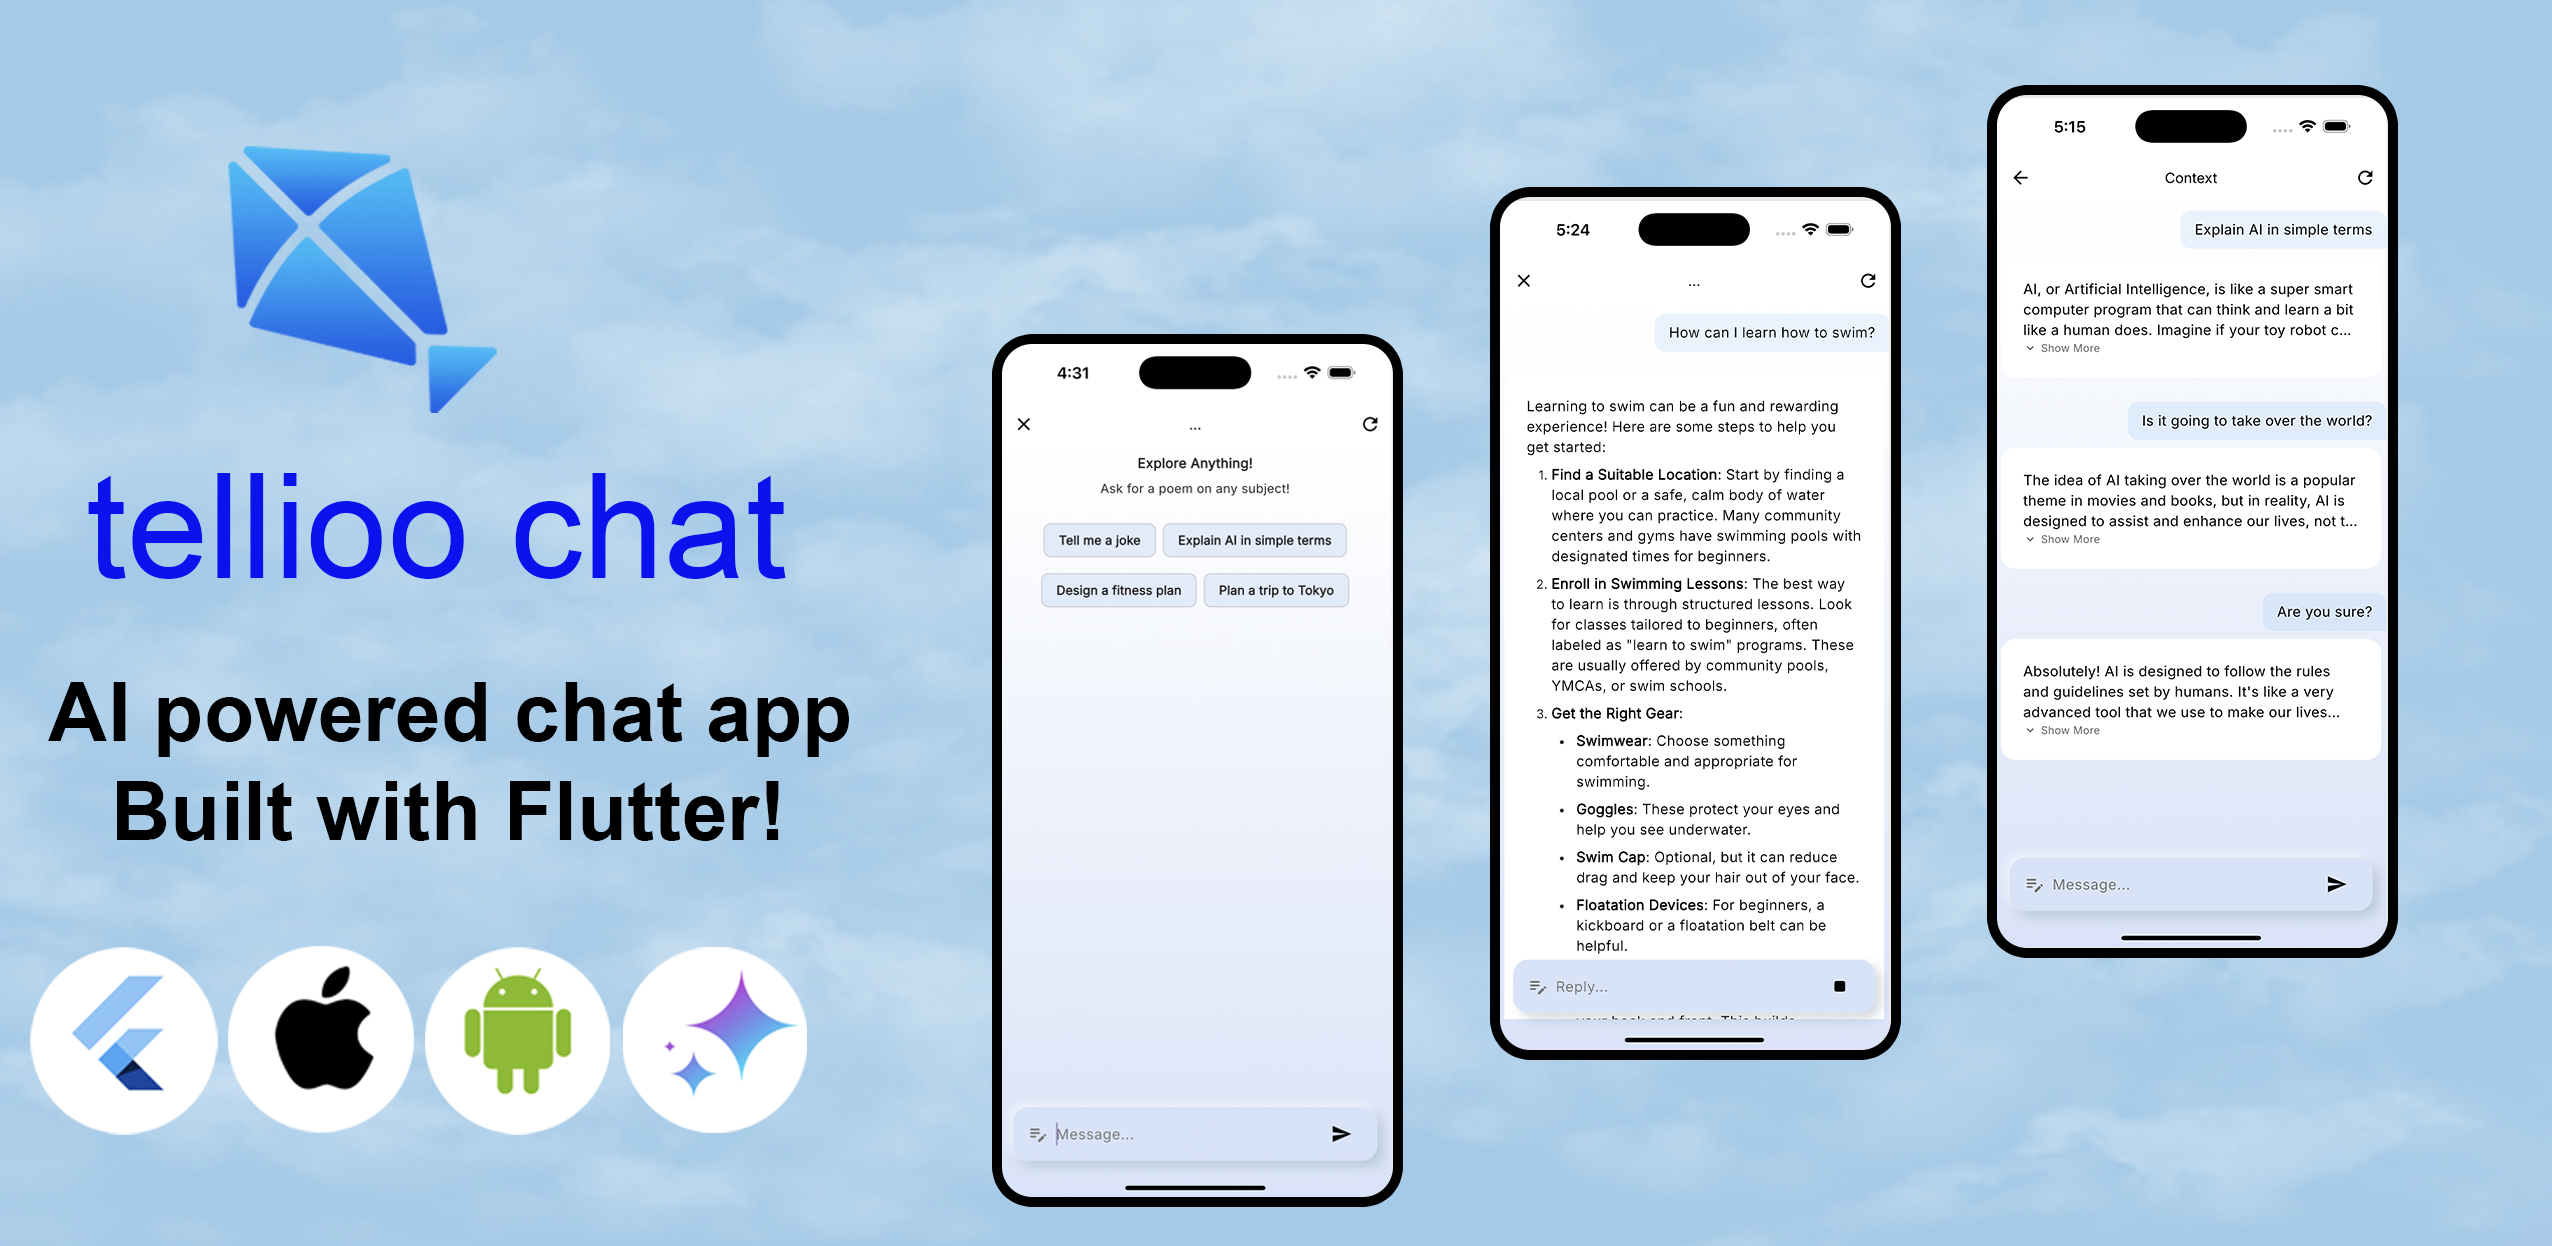 tellioo chat
AI powered chat app
Built with Flutter!
4:31
...
Explore Anything!
Ask for a poem on any subject!
Tell me a joke
Explain AI in simple terms
Design a fitness plan
Plan a trip to Tokyo
Message...
5:24
...
How can I learn how to swim?
Learning to swim can be a fun and rewarding
experience! Here are some steps to help you
get started:
1. Find a Suitable Location: Start by finding a
local pool or a safe, calm body of water
where you can practice. Many community
centers and gyms have swimming pools with
designated times for beginners.
2. Enroll in Swimming Lessons: The best way
to learn is through structured lessons. Look
for classes tailored to beginners, often
labeled as "learn to swim" programs. These
are usually offered by community pools,
YMCAs, or swim schools.
3. Get the Right Gear:
• Swimwear: Choose something
comfortable and appropriate for
swimming.
• Goggles: These protect your eyes and
help you see underwater.
• Swim Cap: Optional, but it can reduce
drag and keep your hair out of your face.
• Floatation Devices: For beginners, a
kickboard or a floatation belt can be
helpful.
Reply...
5:15
Context
Explain AI in simple terms
AI, or Artificial Intelligence, is like a super smart
computer program that can think and learn a bit
like a human does. Imagine if your toy robot c...
Show More
Is it going to take over the world?
The idea of AI taking over the world is a popular
theme in movies and books, but in reality, AI is
designed to assist and enhance our lives, not t...
Show More
Are you sure?
Absolutely! AI is designed to follow the rules
and guidelines set by humans. It's like a very
advanced tool that we use to make our lives...
Show More
Message...